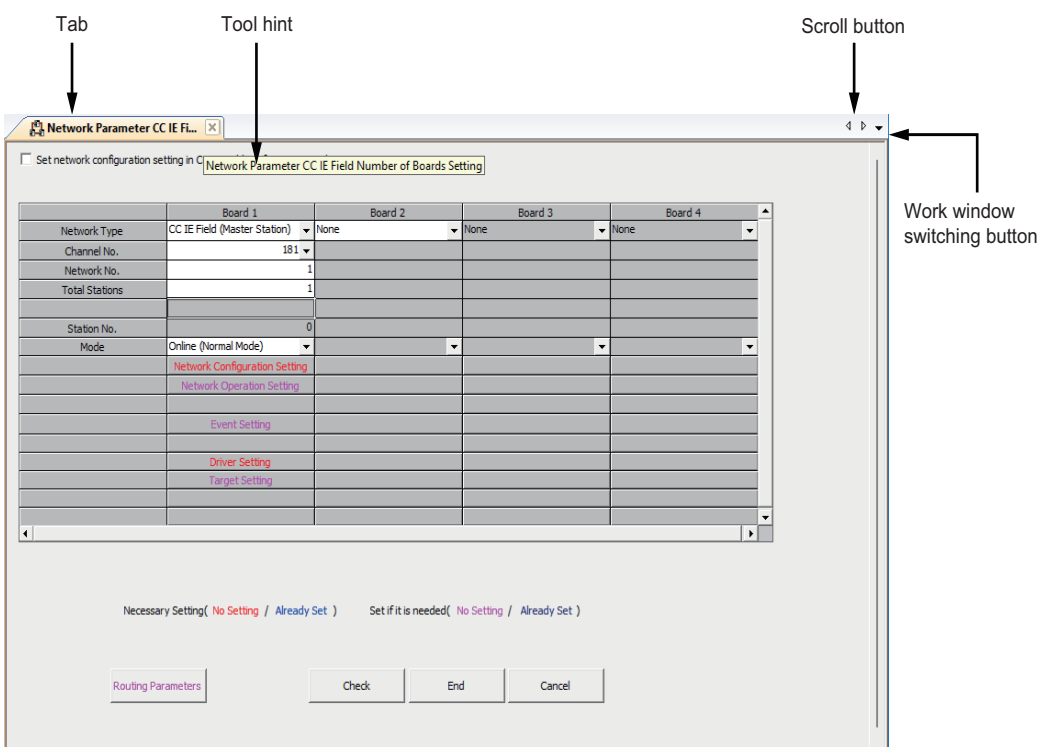 Tab
Tool hint
Scroll button
Network Parameter CC IE Fi...
Work window
switching button
Set network configuration setting in C
Network Parameter CC IE Field Number of Boards Setting
Board 1 Board 2 Board 3 Board 4
Network Type CC IE Field (Master Station) None None None
Channel No. 181
Network No. 1
Total Stations 1
Station No. 0
Mode Online (Normal Mode)
Network Configuration Setting
Network Operation Setting
Event Setting
Driver Setting
Target Setting
Necessary Setting( No Setting / Already Set ) Set if it is needed( No Setting / Already Set )
Routing Parameters Check End Cancel